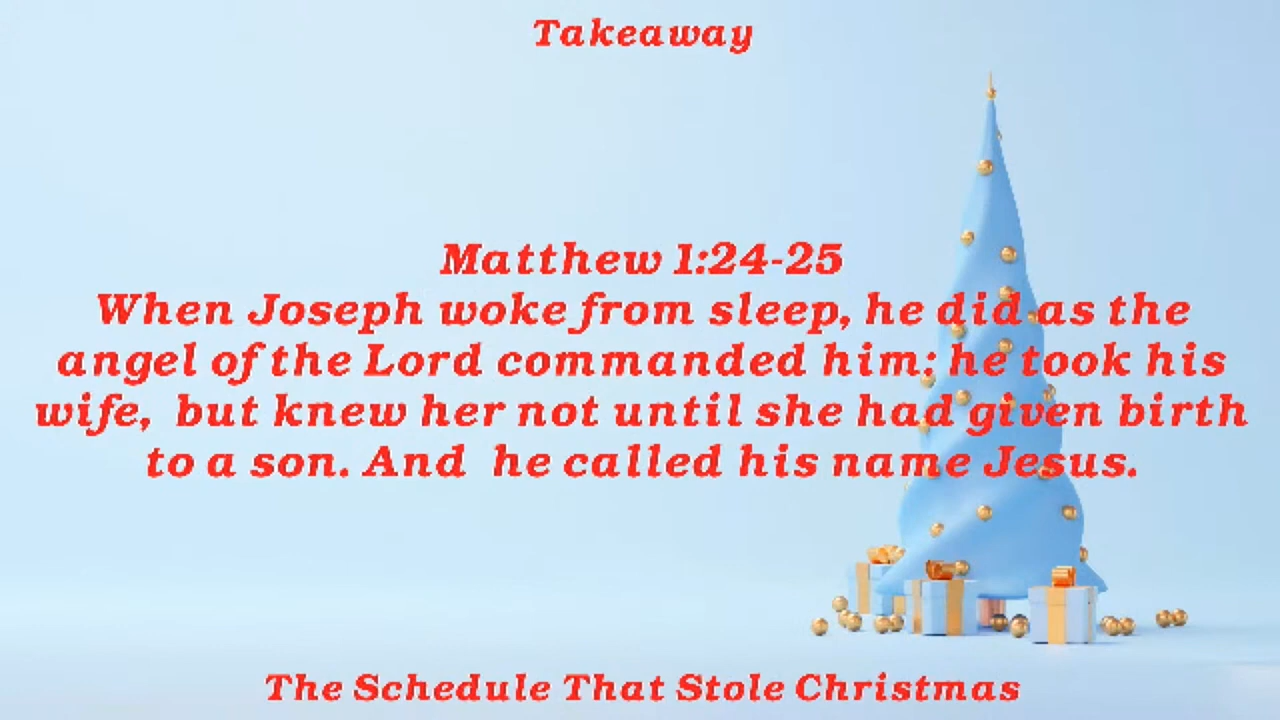 Takeaway
Matthew 1:24-25
When Joseph woke from sleep, he did as the
angel of the Lord commanded him: he took his
wife, but knew her not until she had given birth
to a son. And he called his name Jesus.
The Schedule That Stole Christmas